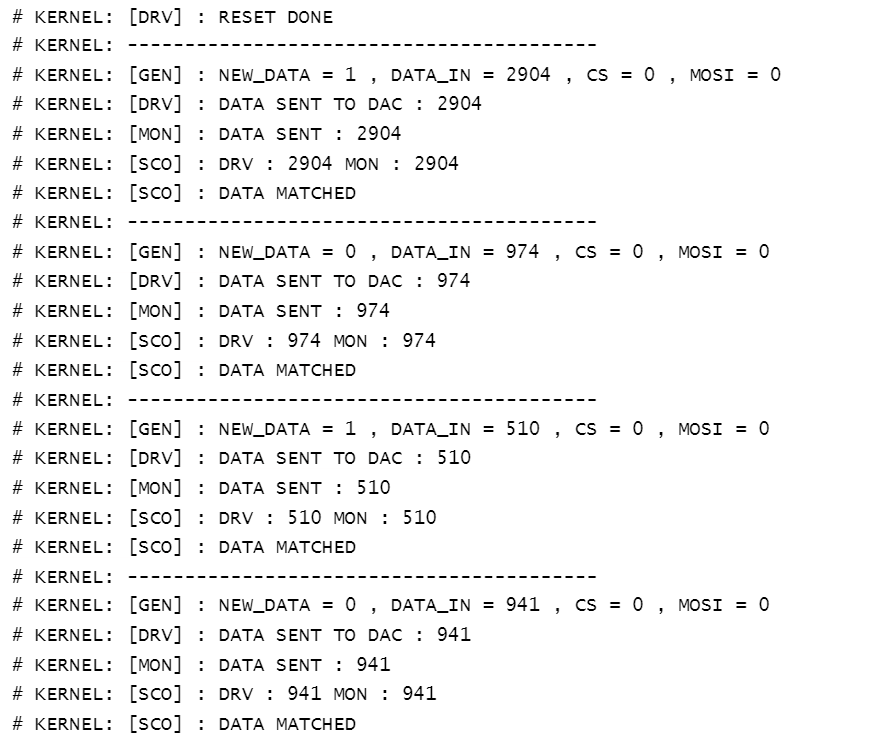 # KERNEL: [DRV] : RESET DONE
# KERNEL: -----------------------------------------
# KERNEL: [GEN] : NEW_DATA = 1 , DATA_IN = 2904 , CS = 0 , MOSI = 0
# KERNEL: [DRV] : DATA SENT TO DAC : 2904
# KERNEL: [MON] : DATA SENT : 2904
# KERNEL: [SCO] : DRV : 2904 MON : 2904
# KERNEL: [SCO] : DATA MATCHED
# KERNEL: -----------------------------------------
# KERNEL: [GEN] : NEW_DATA = 0 , DATA_IN = 974 , CS = 0 , MOSI = 0
# KERNEL: [DRV] : DATA SENT TO DAC : 974
# KERNEL: [MON] : DATA SENT : 974
# KERNEL: [SCO] : DRV : 974 MON : 974
# KERNEL: [SCO] : DATA MATCHED
# KERNEL: -----------------------------------------
# KERNEL: [GEN] : NEW_DATA = 1 , DATA_IN = 510 , CS = 0 , MOSI = 0
# KERNEL: [DRV] : DATA SENT TO DAC : 510
# KERNEL: [MON] : DATA SENT : 510
# KERNEL: [SCO] : DRV : 510 MON : 510
# KERNEL: [SCO] : DATA MATCHED
# KERNEL: -----------------------------------------
# KERNEL: [GEN] : NEW_DATA = 0 , DATA_IN = 941 , CS = 0 , MOSI = 0
# KERNEL: [DRV] : DATA SENT TO DAC : 941
# KERNEL: [MON] : DATA SENT : 941
# KERNEL: [SCO] : DRV : 941 MON : 941
# KERNEL: [SCO] : DATA MATCHED